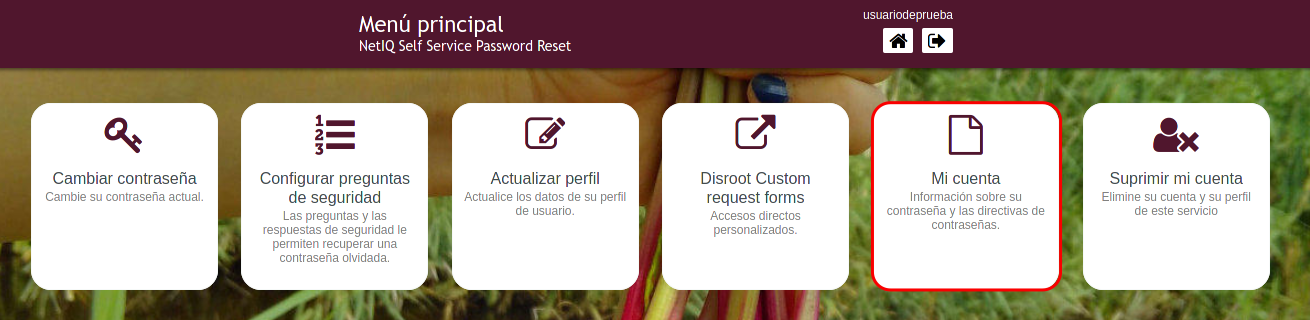 Menú principal
NetIQ Self Service Password Reset
usuariodeprueba
Cambiar contraseña
Cambie su contraseña actual.
1
2
3
Configurar preguntas
de seguridad
Las preguntas y las
respuestas de seguridad le
permiten recuperar una
contraseña olvidada.
Actualizar perfil
Actualice los datos de su perfil
de usuario.
Disroot Custom
request forms
Accesos directos
personalizados.
Mi cuenta
Información sobre su
contraseña y las directivas de
contraseñas.
Suprimir mi cuenta
Elimine su cuenta y su perfil
de este servicio